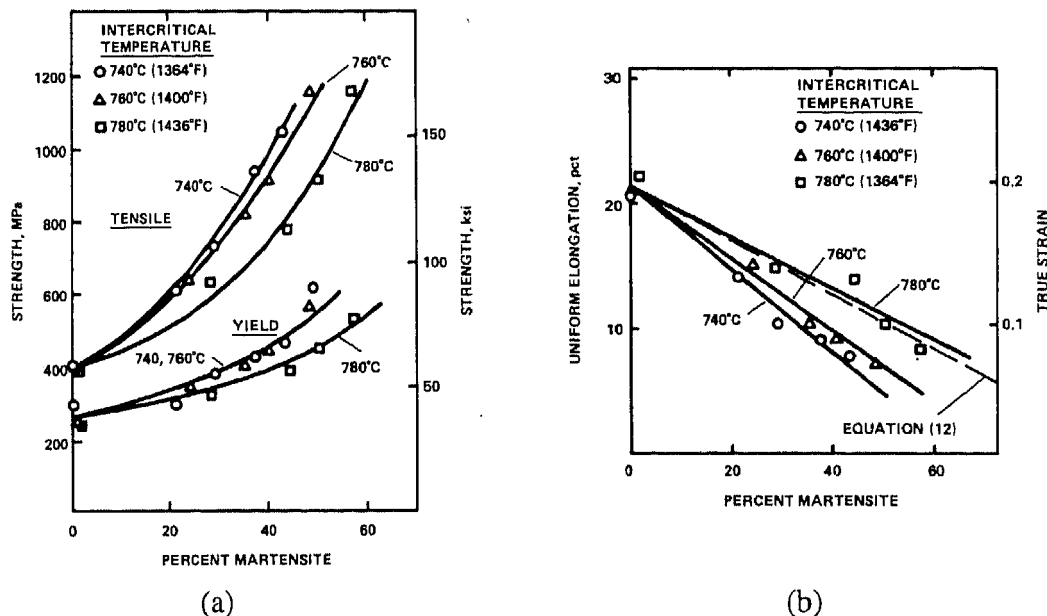 INTERCRITICAL
TEMPERATURE
740°C (1364°F)
760°C (1400°F)
780°C (1436°F)
1200
1000
800
600
400
200
STRENGTH, MPa
TENSILE
YIELD
760°C
740°C
780°C
740, 760°C
780°C
150
100
50
STRENGTH, ksi
0
20
40
60
PERCENT MARTENSITE
(a)
INTERCRITICAL
TEMPERATURE
740°C (1436°F)
760°C (1400°F)
780°C (1364°F)
30
20
10
0
UNIFORM ELONGATION, pct
760°C
780°C
740°C
EQUATION (12)
0,2
0,1
TRUE STRAIN
0
20
40
60
PERCENT MARTENSITE
(b)